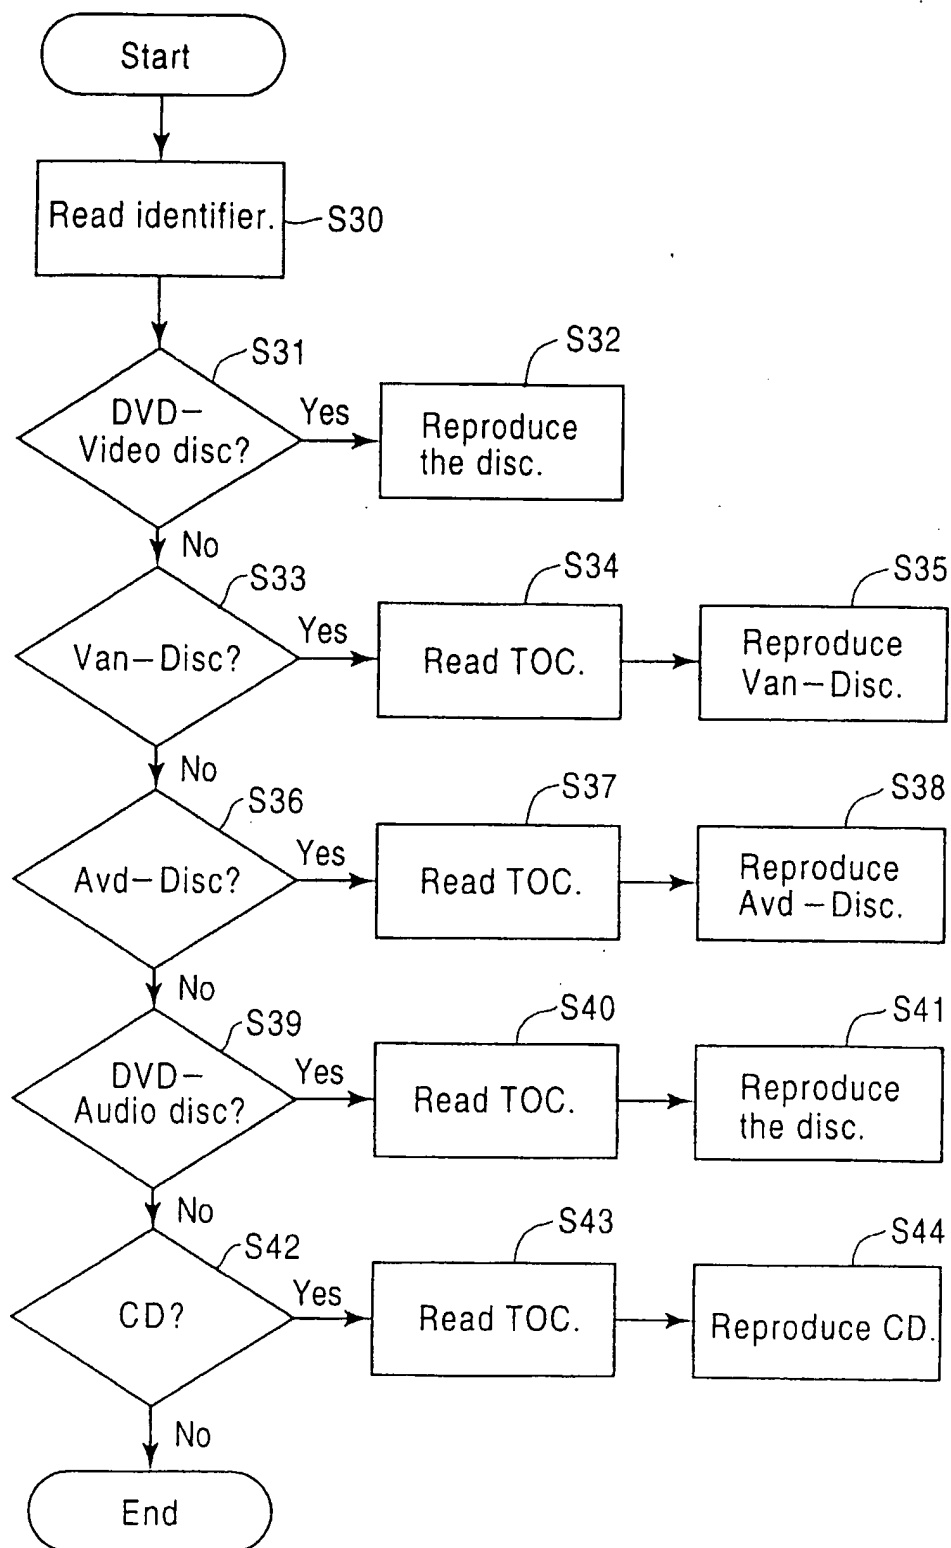 Start
Read identifier.
S30
S31
DVD–
Video disc?
Yes
S32
Reproduce
the disc.
No
S33
Van–Disc?
Yes
S34
Read TOC.
S35
Reproduce
Van–Disc.
No
S36
Avd–Disc?
Yes
S37
Read TOC.
S38
Reproduce
Avd –Disc.
No
S39
DVD–
Audio disc?
Yes
S40
Read TOC.
S41
Reproduce
the disc.
No
S42
CD?
Yes
S43
Read TOC.
S44
Reproduce CD.
No
End